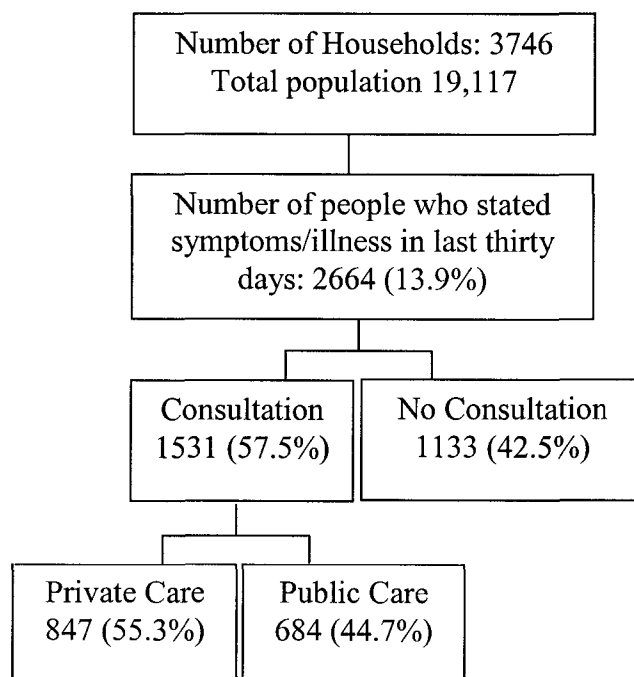 Number of Households: 3746
Total population 19,117
Number of people who stated
symptoms/illness in last thirty
days: 2664 (13.9%)
Consultation
1531 (57.5%)
No Consultation
1133 (42.5%)
Private Care
847 (55.3%)
Public Care
684 (44.7%)